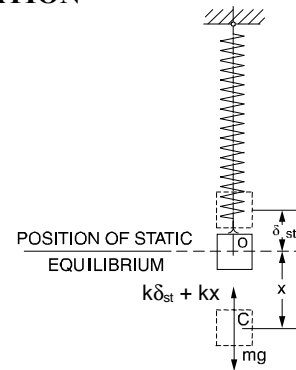 ATION
δst
O
POSITION OF STATIC
EQUILIBRIUM
x
kδst + kx
C
mg